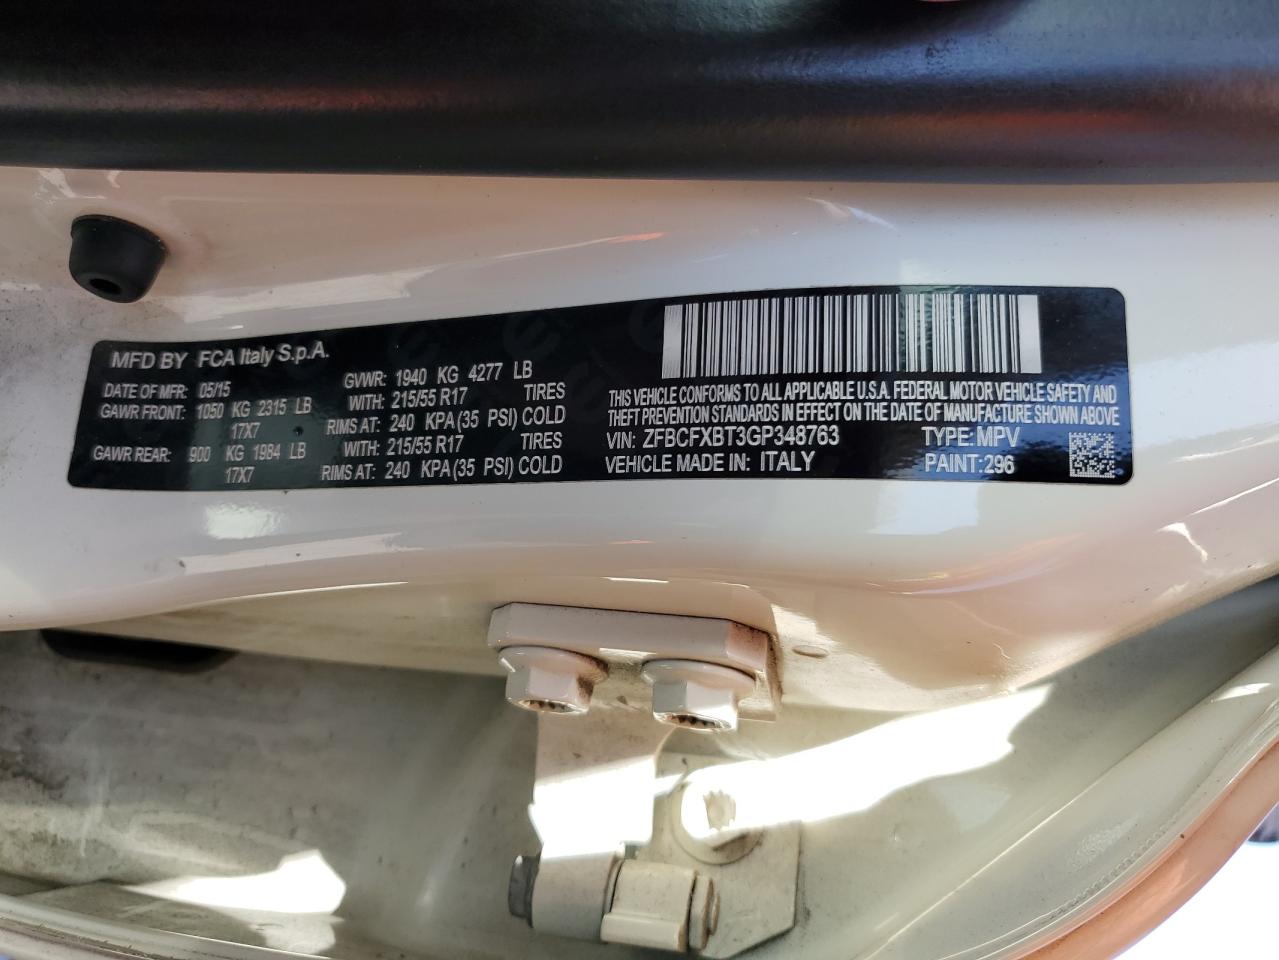 MFD BY FCA Italy S.p.A.
DATE OF MFR: 05/15 GVWR: 1940 KG 4277 LB
GAWR FRONT: 1050 KG 2315 LB WITH: 215/55 R17 TIRES
17X7 RIMS AT: 240 KPA (35 PSI) COLD
GAWR REAR: 900 KG 1984 LB WITH: 215/55 R17 TIRES
17X7 RIMS AT: 240 KPA (35 PSI) COLD
THIS VEHICLE CONFORMS TO ALL APPLICABLE U.S.A. FEDERAL MOTOR VEHICLE SAFETY AND
THEFT PREVENTION STANDARDS IN EFFECT ON THE DATE OF MANUFACTURE SHOWN ABOVE
VIN: ZFBCFXBT3GP348763 TYPE: MPV
VEHICLE MADE IN: ITALY PAINT: 296